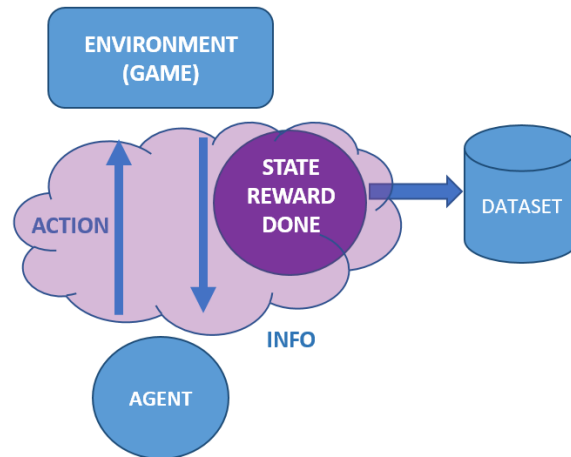 ENVIRONMENT
(GAME)
STATE
REWARD
DONE
ACTION
DATASET
INFO
AGENT